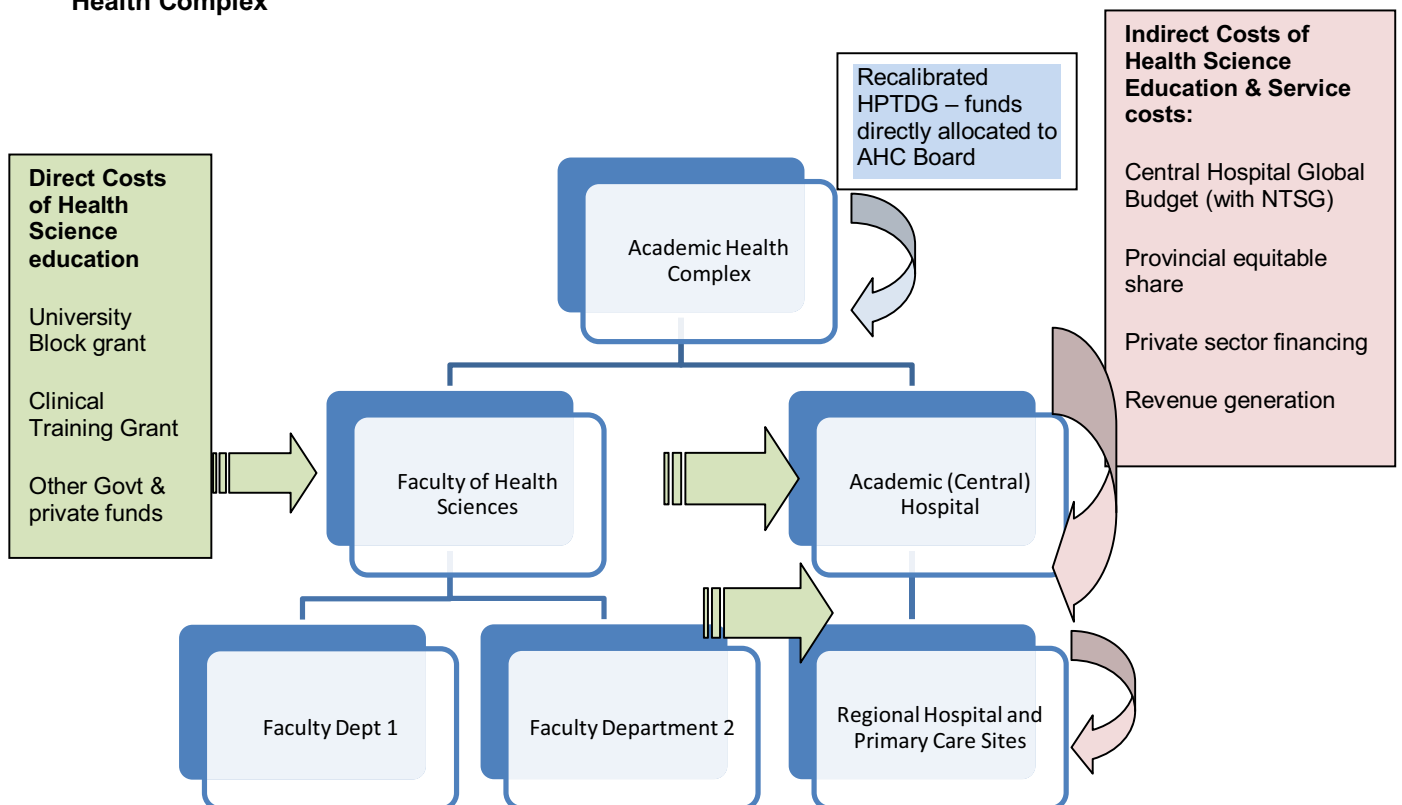 Health Complex
Indirect Costs of
Health Science
Education & Service
costs:
Central Hospital Global
Budget (with NTSG)
Provincial equitable
share
Private sector financing
Revenue generation
Recalibrated
HPTDG – funds
directly allocated to
AHC Board
Direct Costs
of Health
Science
education
University
Block grant
Clinical
Training Grant
Other Govt &
private funds
Academic Health
Complex
Faculty of Health
Sciences
Academic (Central)
Hospital
Faculty Dept 1
Faculty Department 2
Regional Hospital and
Primary Care Sites